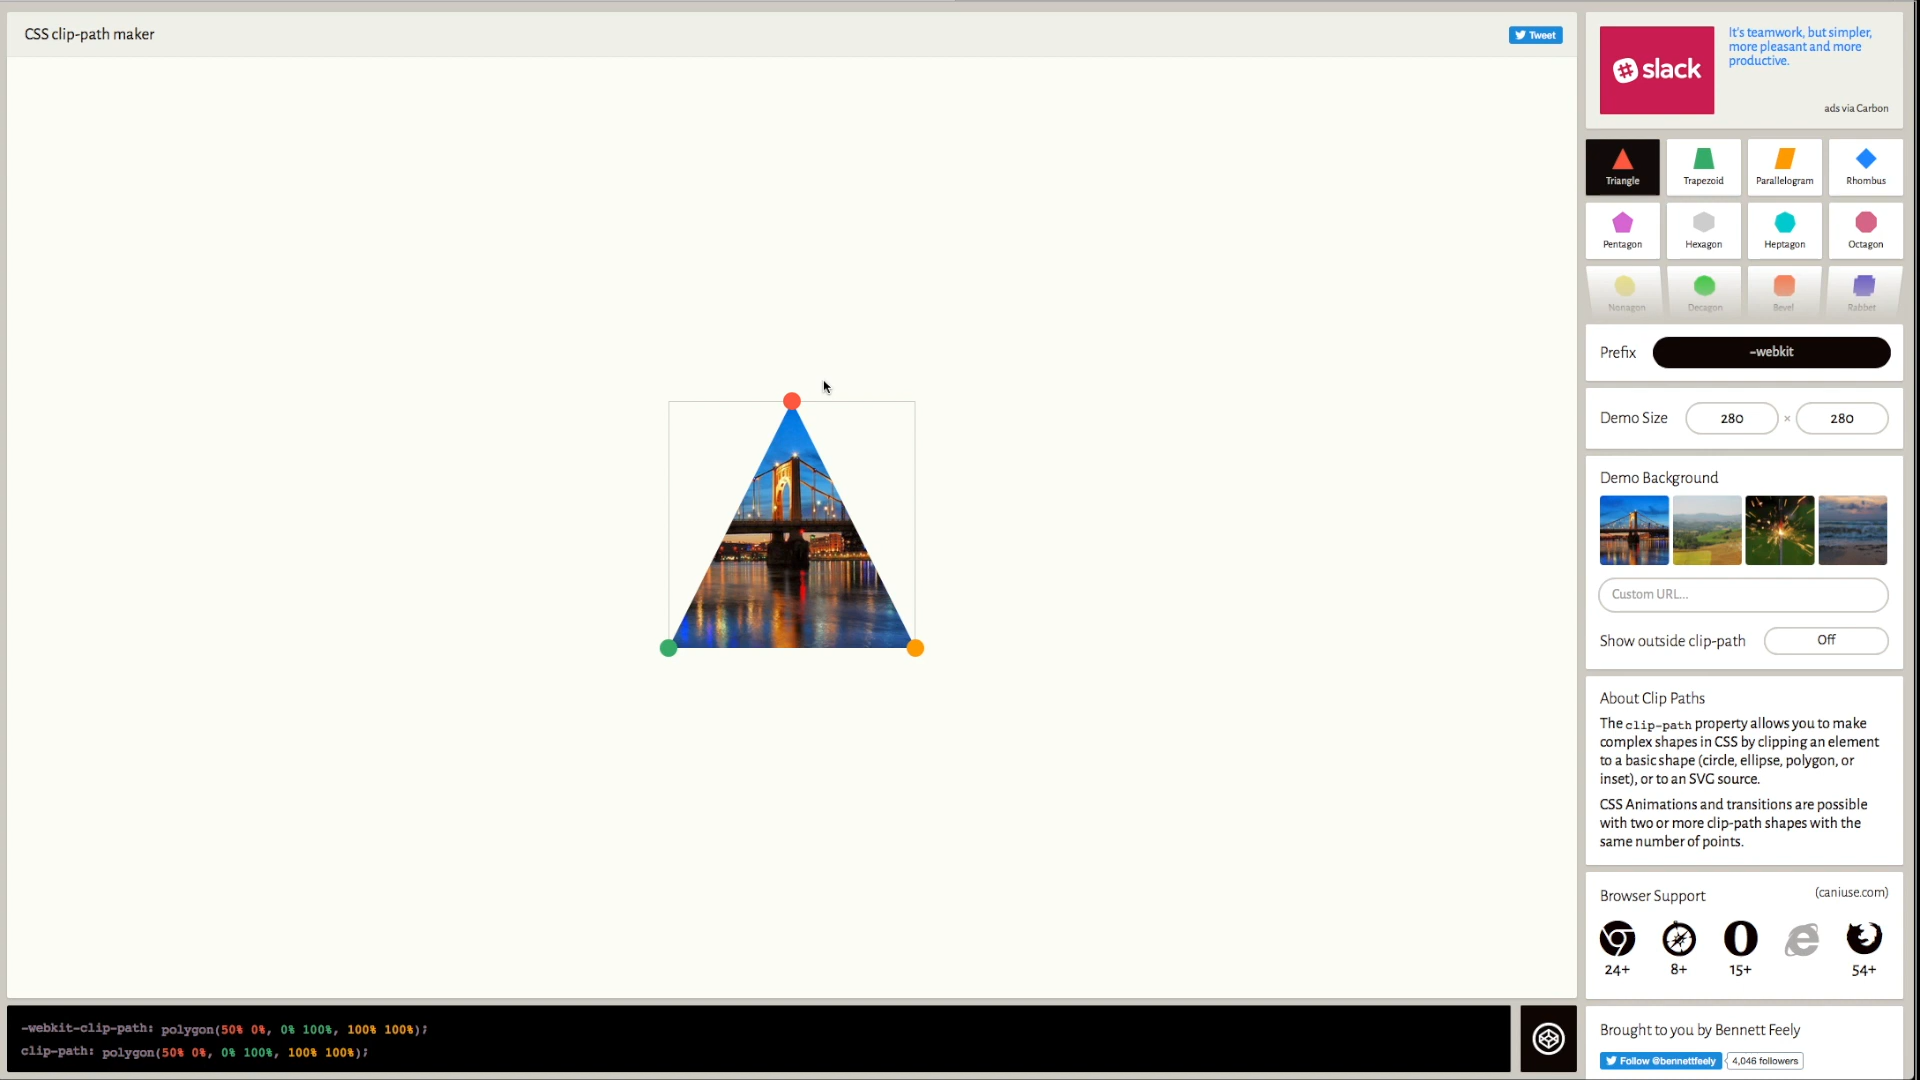 CSS clip-path maker
Tweet
slack
It's teamwork, but simpler,
more pleasant and more
productive.
ads via Carbon
Triangle
Trapezoid
Parallelogram
Rhombus
Pentagon
Hexagon
Heptagon
Octagon
Nonagon
Decagon
Bevel
Rabbet
Prefix
-webkit
Demo Size
280
×
280
Demo Background
Custom URL...
Show outside clip-path
Off
About Clip Paths
The clip-path property allows you to make
complex shapes in CSS by clipping an element
to a basic shape (circle, ellipse, polygon, or
inset), or to an SVG source.
CSS Animations and transitions are possible
with two or more clip-path shapes with the
same number of points.
Browser Support
(caniuse.com)
24+
8+
15+
54+
-webkit-clip-path: polygon(50% 0%, 0% 100%, 100% 100%);
clip-path: polygon(50% 0%, 0% 100%, 100% 100%);
Brought to you by Bennett Feely
Follow @bennettfeely
4,046 followers